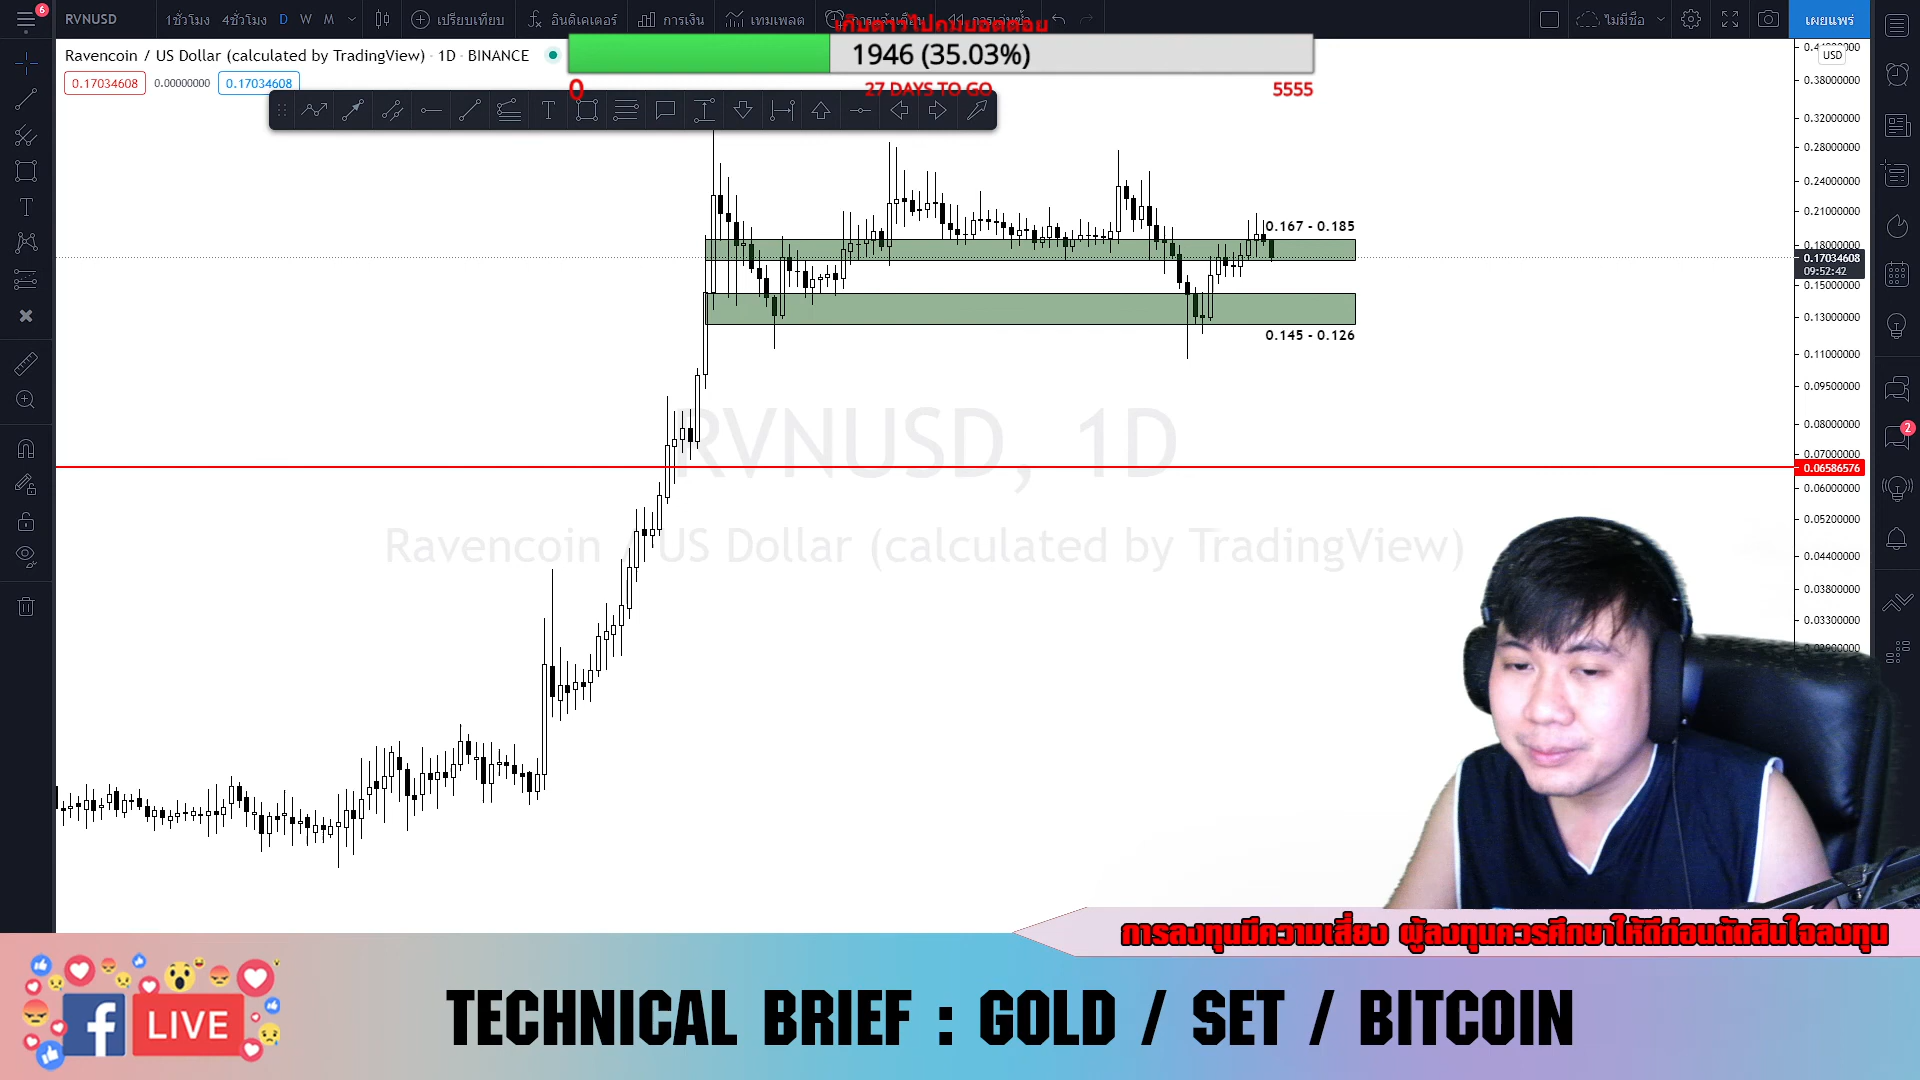 6
RVNUSD
1ชั่วโมง 4ชั่วโมง D W M
เปรียบเทียบ
อินดิเคเตอร์
การเงิน
เทมเพลต
ไม่มีชื่อ
เผยแพร่
Ravencoin / US Dollar (calculated by TradingView) · 1D · BINANCE
0.17034608 0.00000000 0.17034608
1946 (35.03%)
0
27 DAYS TO GO
5555
USD
0.38000000
0.32000000
0.28000000
0.24000000
0.21000000
0.18000000
0.17034608
09:52:42
0.15000000
0.13000000
0.11000000
0.09500000
0.08000000
0.07000000
0.06586576
0.06000000
0.05200000
0.04400000
0.03800000
0.03300000
0.167 - 0.185
0.145 - 0.126
RVNUSD, 1D
Ravencoin / US Dollar (calculated by TradingView)
2
การลงทุนมีความเสี่ยง ผู้ลงทุนควรศึกษาให้ดีก่อนตัดสินใจลงทุน
f LIVE
TECHNICAL BRIEF : GOLD / SET / BITCOIN